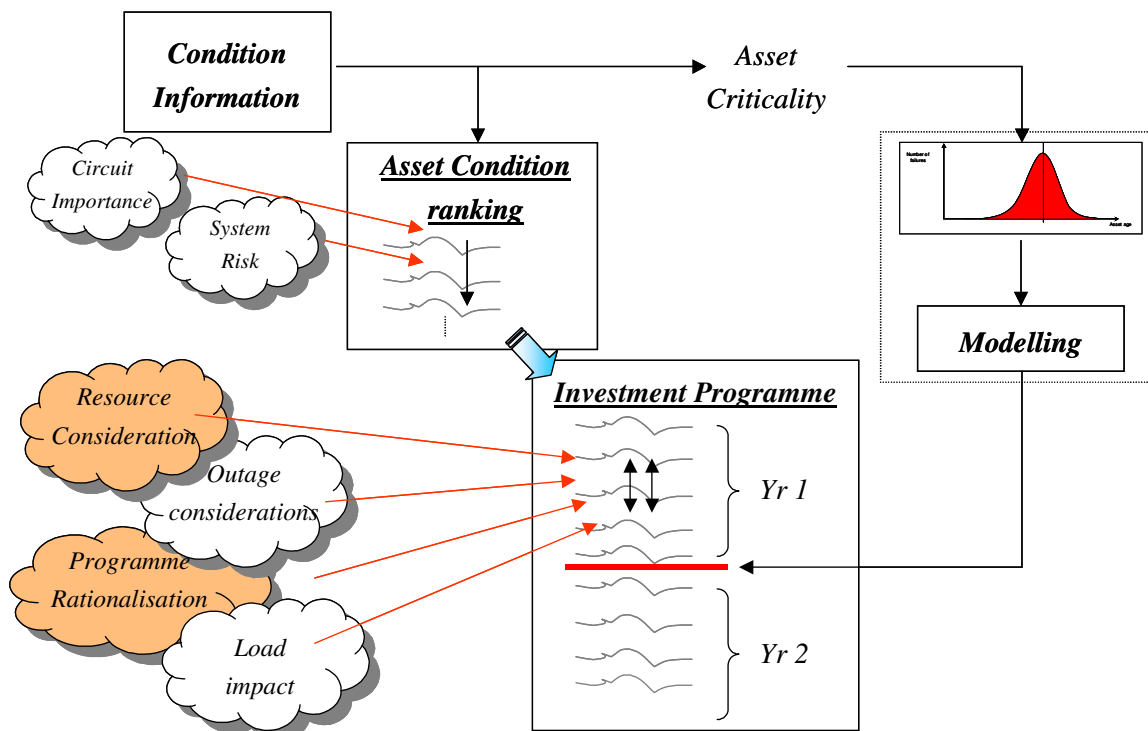 Condition
Information
Asset
Criticality
Circuit
Importance
System
Risk
Asset Condition
ranking
Number of
failures
Asset age
Modelling
Investment Programme
Resource
Consideration
Outage
considerations
Programme
Rationalisation
Load
impact
Yr 1
Yr 2